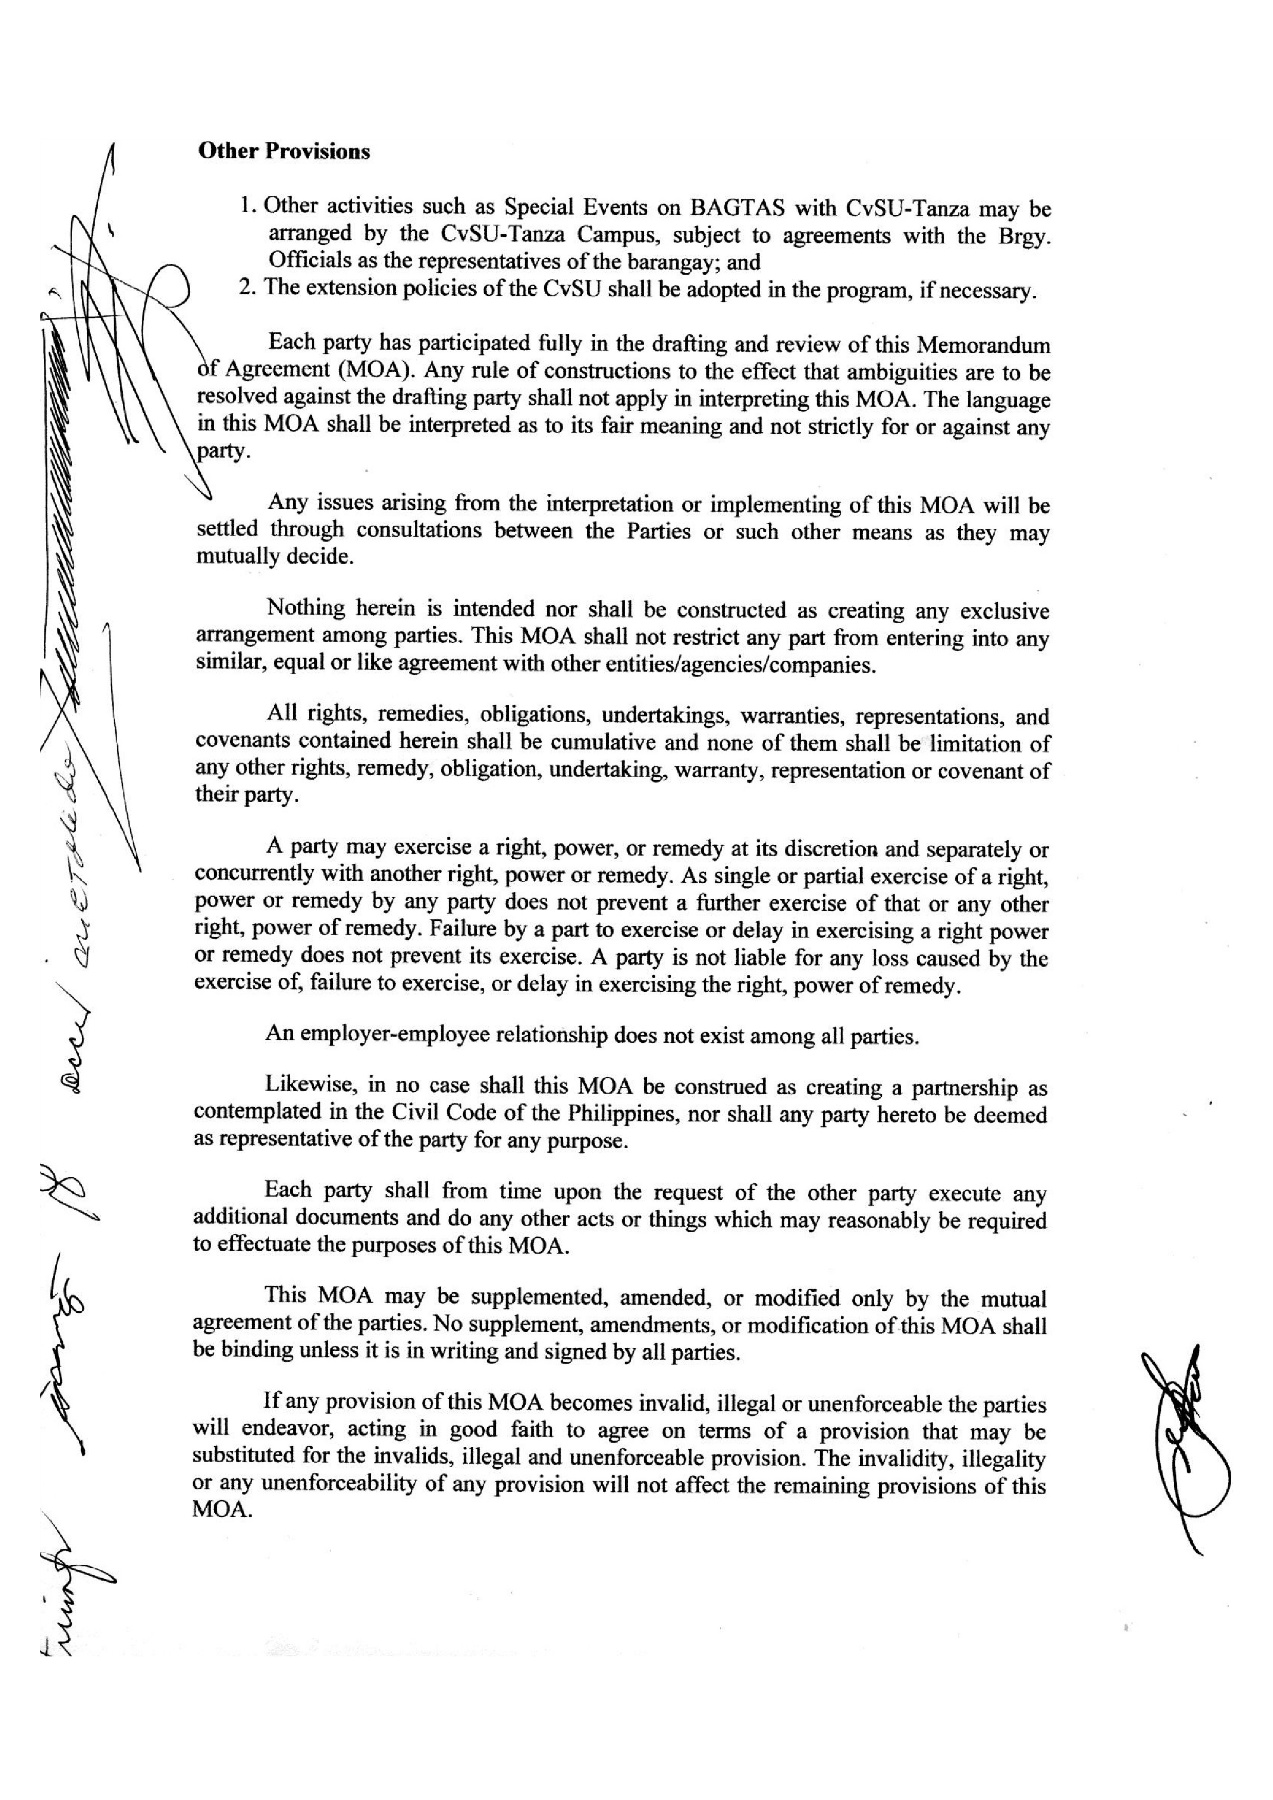 Other Provisions
1. Other activities such as Special Events on BAGTAS with CvSU-Tanza may be
arranged by the CvSU-Tanza Campus, subject to agreements with the Brgy.
Officials as the representatives of the barangay; and
2. The extension policies of the CvSU shall be adopted in the program, if necessary.
Each party has participated fully in the drafting and review of this Memorandum
of Agreement (MOA). Any rule of constructions to the effect that ambiguities are to be
resolved against the drafting party shall not apply in interpreting this MOA. The language
in this MOA shall be interpreted as to its fair meaning and not strictly for or against any
party.
Any issues arising from the interpretation or implementing of this MOA will be
settled through consultations between the Parties or such other means as they may
mutually decide.
Nothing herein is intended nor shall be constructed as creating any exclusive
arrangement among parties. This MOA shall not restrict any part from entering into any
similar, equal or like agreement with other entities/agencies/companies.
All rights, remedies, obligations, undertakings, warranties, representations, and
covenants contained herein shall be cumulative and none of them shall be limitation of
any other rights, remedy, obligation, undertaking, warranty, representation or covenant of
their party.
A party may exercise a right, power, or remedy at its discretion and separately or
concurrently with another right, power or remedy. As single or partial exercise of a right,
power or remedy by any party does not prevent a further exercise of that or any other
right, power of remedy. Failure by a part to exercise or delay in exercising a right power
or remedy does not prevent its exercise. A party is not liable for any loss caused by the
exercise of, failure to exercise, or delay in exercising the right, power of remedy.
An employer-employee relationship does not exist among all parties.
Likewise, in no case shall this MOA be construed as creating a partnership as
contemplated in the Civil Code of the Philippines, nor shall any party hereto be deemed
as representative of the party for any purpose.
Each party shall from time upon the request of the other party execute any
additional documents and do any other acts or things which may reasonably be required
to effectuate the purposes of this MOA.
This MOA may be supplemented, amended, or modified only by the mutual
agreement of the parties. No supplement, amendments, or modification of this MOA shall
be binding unless it is in writing and signed by all parties.
If any provision of this MOA becomes invalid, illegal or unenforceable the parties
will endeavor, acting in good faith to agree on terms of a provision that may be
substituted for the invalids, illegal and unenforceable provision. The invalidity, illegality
or any unenforceability of any provision will not affect the remaining provisions of this
MOA.